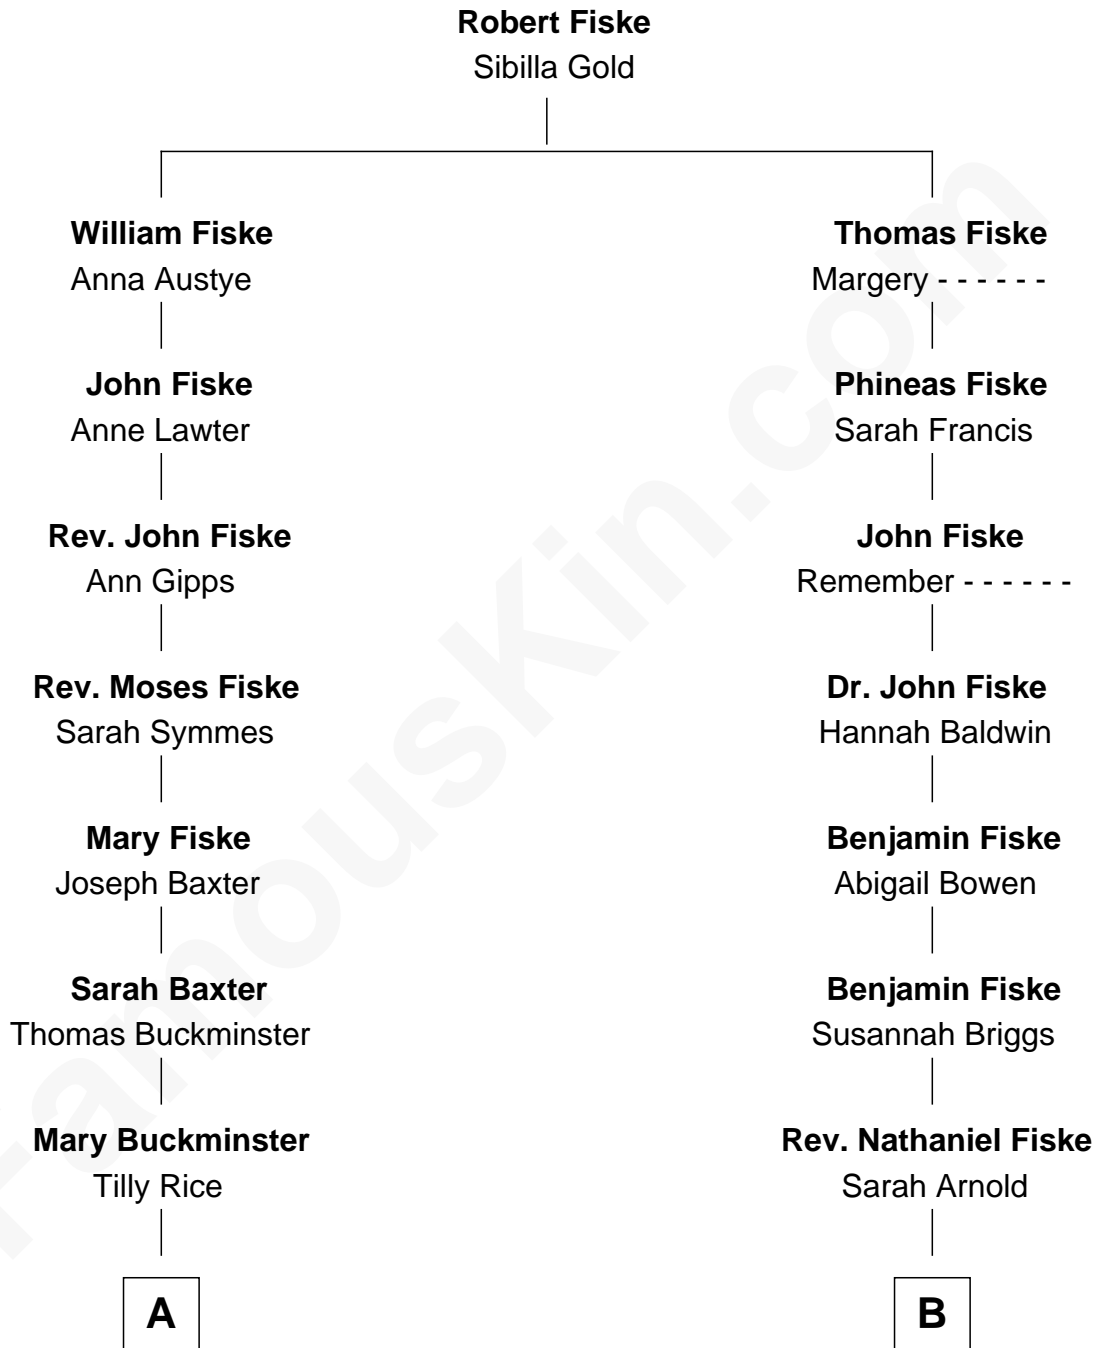 Robert Fiske
Sibilla Gold
William Fiske
Anna Austye
Thomas Fiske
Margery - - - - - -
John Fiske
Anne Lawter
Phineas Fiske
Sarah Francis
Rev. John Fiske
Ann Gipps
John Fiske
Remember - - - - - -
Rev. Moses Fiske
Sarah Symmes
Dr. John Fiske
Hannah Baldwin
Mary Fiske
Joseph Baxter
Benjamin Fiske
Abigail Bowen
Sarah Baxter
Thomas Buckminster
Benjamin Fiske
Susannah Briggs
Mary Buckminster
Tilly Rice
Rev. Nathaniel Fiske
Sarah Arnold
A
B
FamousKin.com